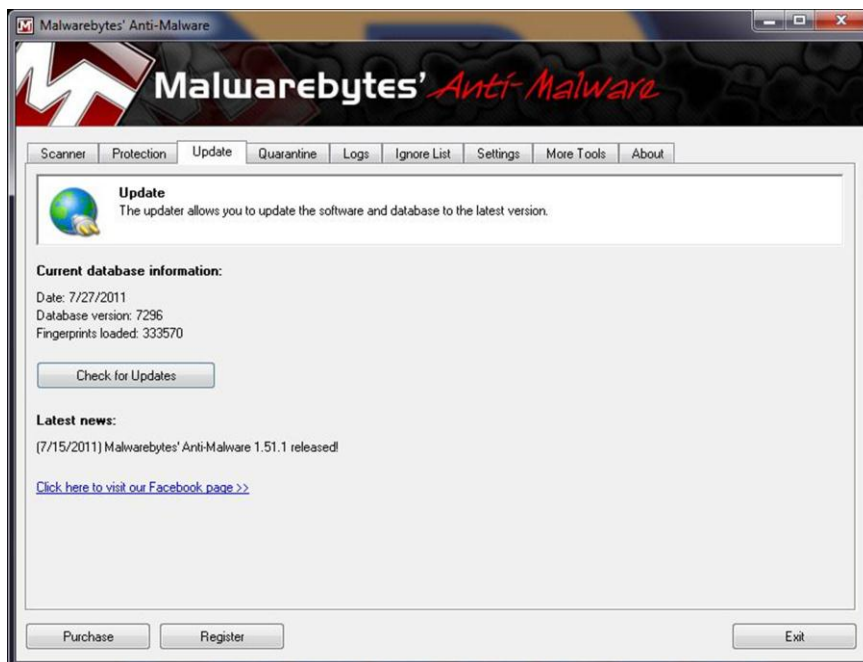 Malwarebytes' Anti-Malware
Malwarebytes' Anti-Malware
Scanner Protection Update Quarantine Logs Ignore List Settings More Tools About
Update
The updater allows you to update the software and database to the latest version.
Current database information:
Date: 7/27/2011
Database version: 7296
Fingerprints loaded: 333570
Check for Updates
Latest news:
(7/15/2011) Malwarebytes' Anti-Malware 1.51.1 released!
Click here to visit our Facebook page >>
Purchase Register Exit